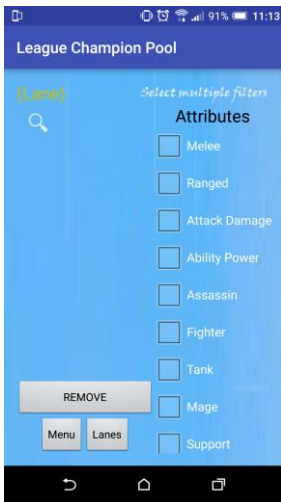 91% 11:13
League Champion Pool
(Lane)
Select multiple filters
Attributes
Melee
Ranged
Attack Damage
Ability Power
Assassin
Fighter
Tank
Mage
Support
REMOVE
Menu Lanes